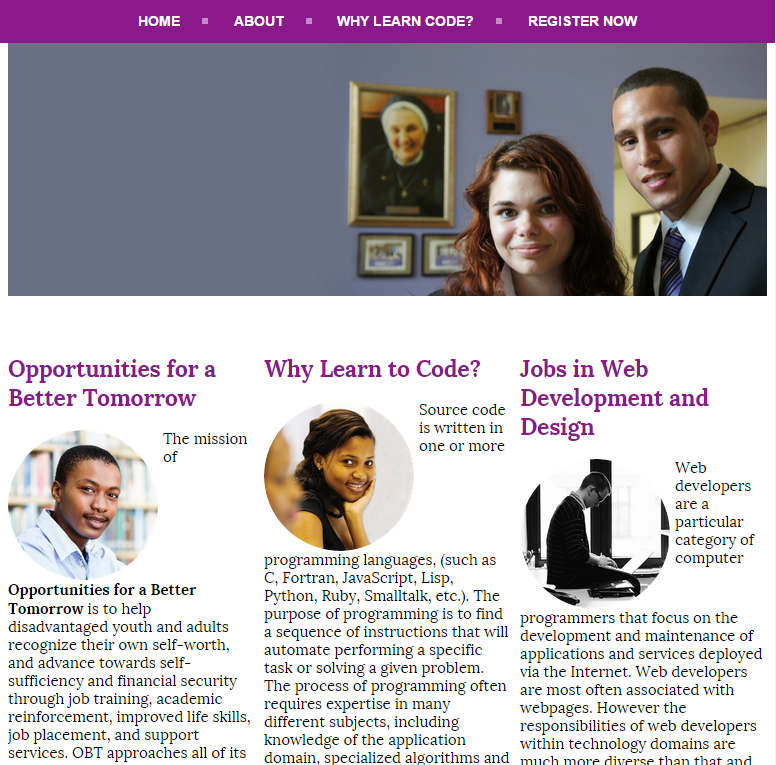 HOME ABOUT WHY LEARN CODE? REGISTER NOW
Opportunities for a
Better Tomorrow
The mission
of
Opportunities for a Better
Tomorrow is to help
disadvantaged youth and adults
recognize their own self-worth,
and advance towards self-
sufficiency and financial security
through job training, academic
reinforcement, improved life skills,
job placement, and support
services. OBT approaches all of its
Why Learn to Code?
Source code
is written in
one or more
programming languages, (such as
C, Fortran, JavaScript, Lisp,
Python, Ruby, Smalltalk, etc.). The
purpose of programming is to find
a sequence of instructions that will
automate performing a specific
task or solving a given problem.
The process of programming often
requires expertise in many
different subjects, including
knowledge of the application
domain, specialized algorithms and
Jobs in Web
Development and
Design
Web
developers
are a
particular
category of
computer
programmers that focus on the
development and maintenance of
applications and services deployed
via the Internet. Web developers
are most often associated with
webpages. However the
responsibilities of web developers
within technology domains are
much more diverse than that and